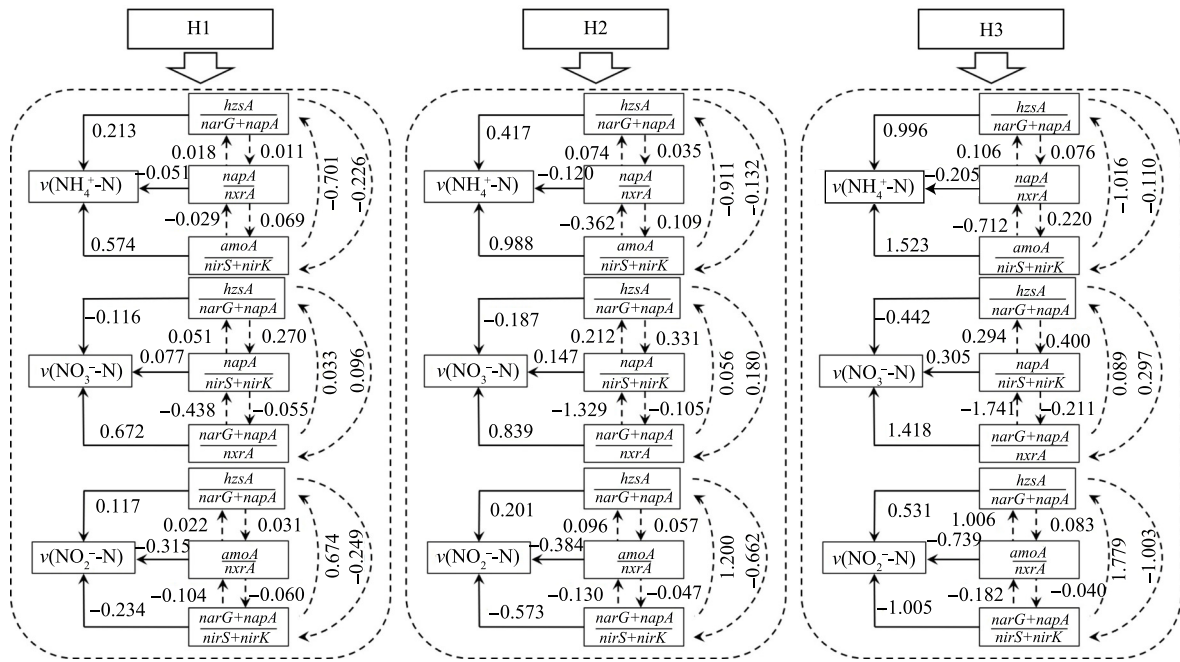 H1
hzsA
narG+napA
0.213
0.018
0.011
v(NH₄⁺-N)
−0.051
napA
nxrA
−0.701
−0.226
−0.029
0.069
0.574
amoA
nirS+nirK
hzsA
narG+napA
−0.116
0.051
0.270
v(NO₃⁻-N)
0.077
napA
nirS+nirK
0.033
0.096
−0.438
−0.055
0.672
narG+napA
nxrA
hzsA
narG+napA
0.117
0.022
0.031
v(NO₂⁻-N)
−0.315
amoA
nxrA
0.674
−0.249
−0.104
−0.060
−0.234
narG+napA
nirS+nirK
H2
hzsA
narG+napA
0.417
0.074
0.035
v(NH₄⁺-N)
−0.120
napA
nxrA
−0.911
−0.132
−0.362
0.109
0.988
amoA
nirS+nirK
hzsA
narG+napA
−0.187
0.212
0.331
v(NO₃⁻-N)
0.147
napA
nirS+nirK
0.056
0.180
−1.329
−0.105
0.839
narG+napA
nxrA
hzsA
narG+napA
0.201
0.096
0.057
v(NO₂⁻-N)
−0.384
amoA
nxrA
1.200
−0.662
−0.130
−0.047
−0.573
narG+napA
nirS+nirK
H3
hzsA
narG+napA
0.996
0.106
0.076
v(NH₄⁺-N)
−0.205
napA
nxrA
−1.016
−0.110
−0.712
0.220
1.523
amoA
nirS+nirK
hzsA
narG+napA
−0.442
0.294
0.400
v(NO₃⁻-N)
0.305
napA
nirS+nirK
0.089
0.297
−1.741
−0.211
1.418
narG+napA
nxrA
hzsA
narG+napA
0.531
1.006
0.083
v(NO₂⁻-N)
−0.739
amoA
nxrA
1.779
−1.003
−0.182
−0.040
−1.005
narG+napA
nirS+nirK